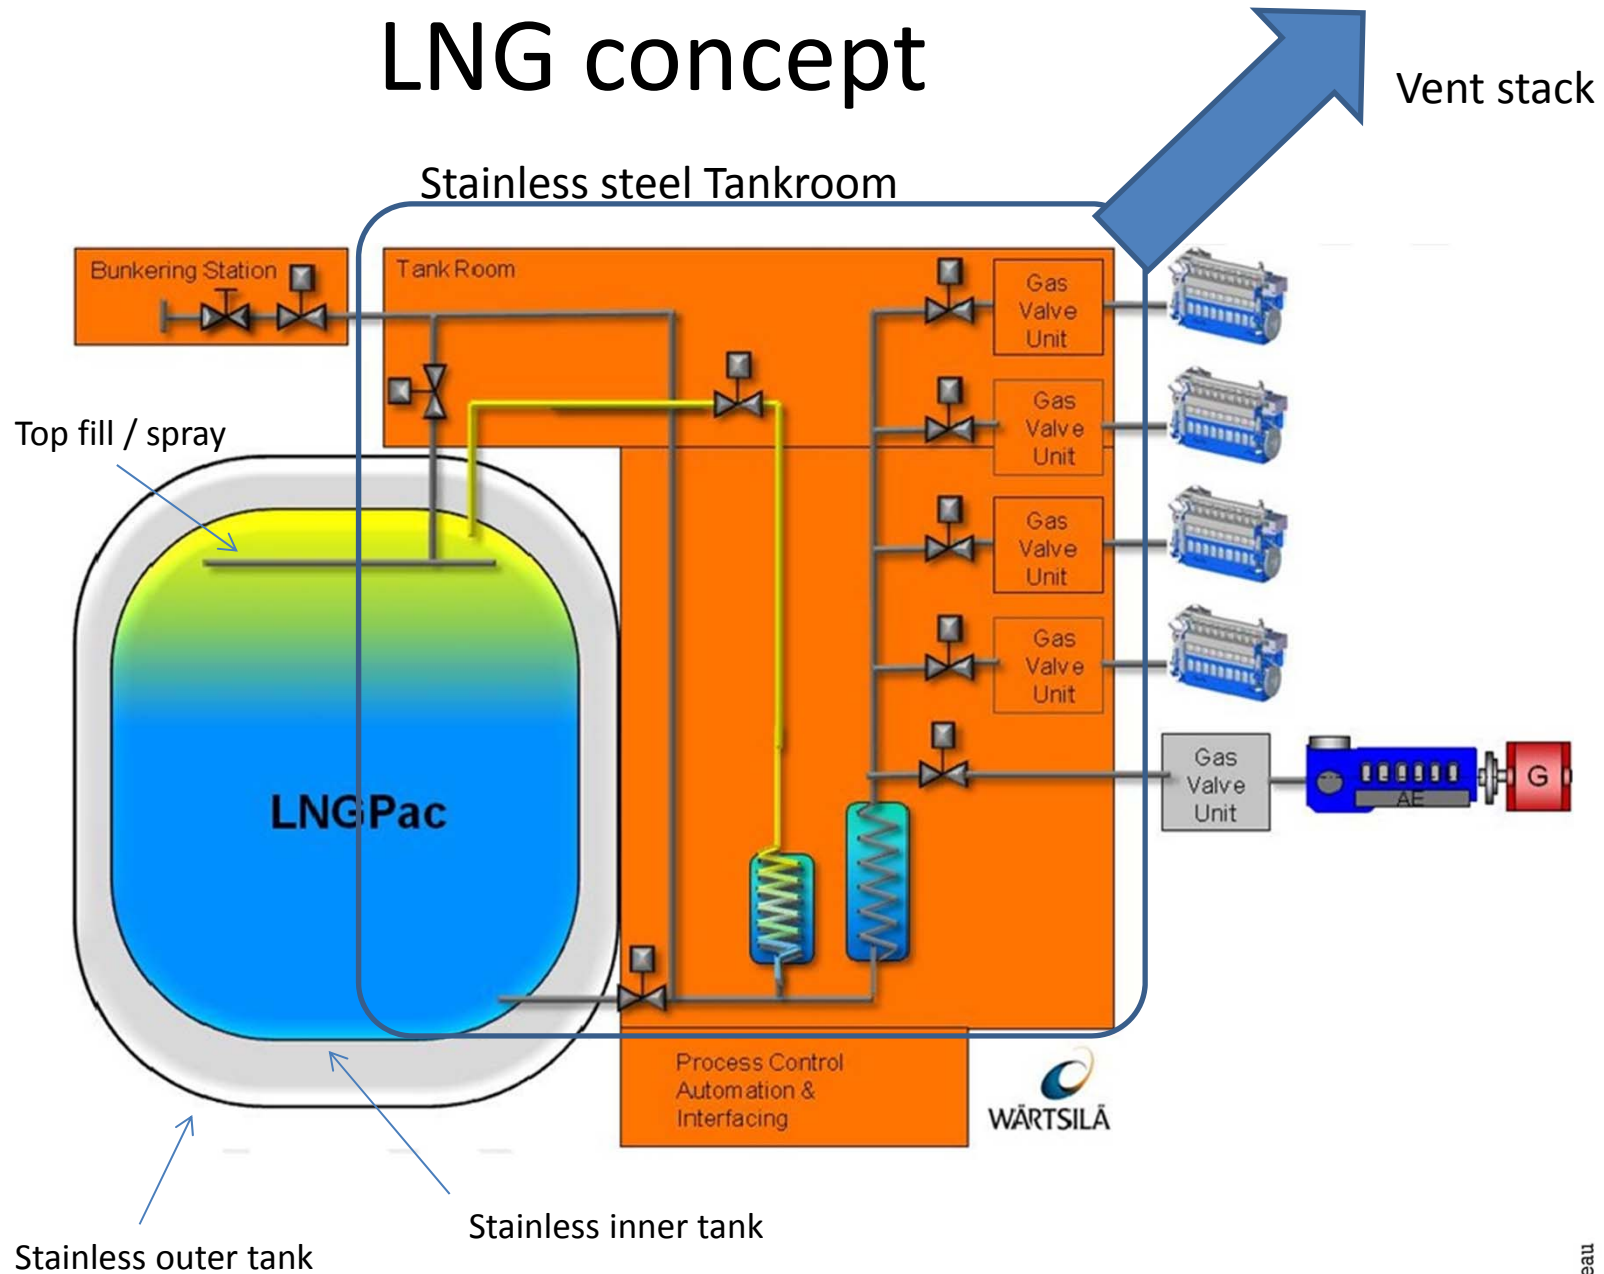 LNG concept
Vent stack
Stainless steel Tankroom
Bunkering Station
Tank Room
Gas
Valve
Unit
Gas
Valve
Unit
Top fill / spray
Gas
Valve
Unit
Gas
Valve
Unit
Gas
Valve
Unit
G
AE
LNGPac
Process Control
Automation &
Interfacing
WÄRTSILÄ
Stainless inner tank
Stainless outer tank
eau